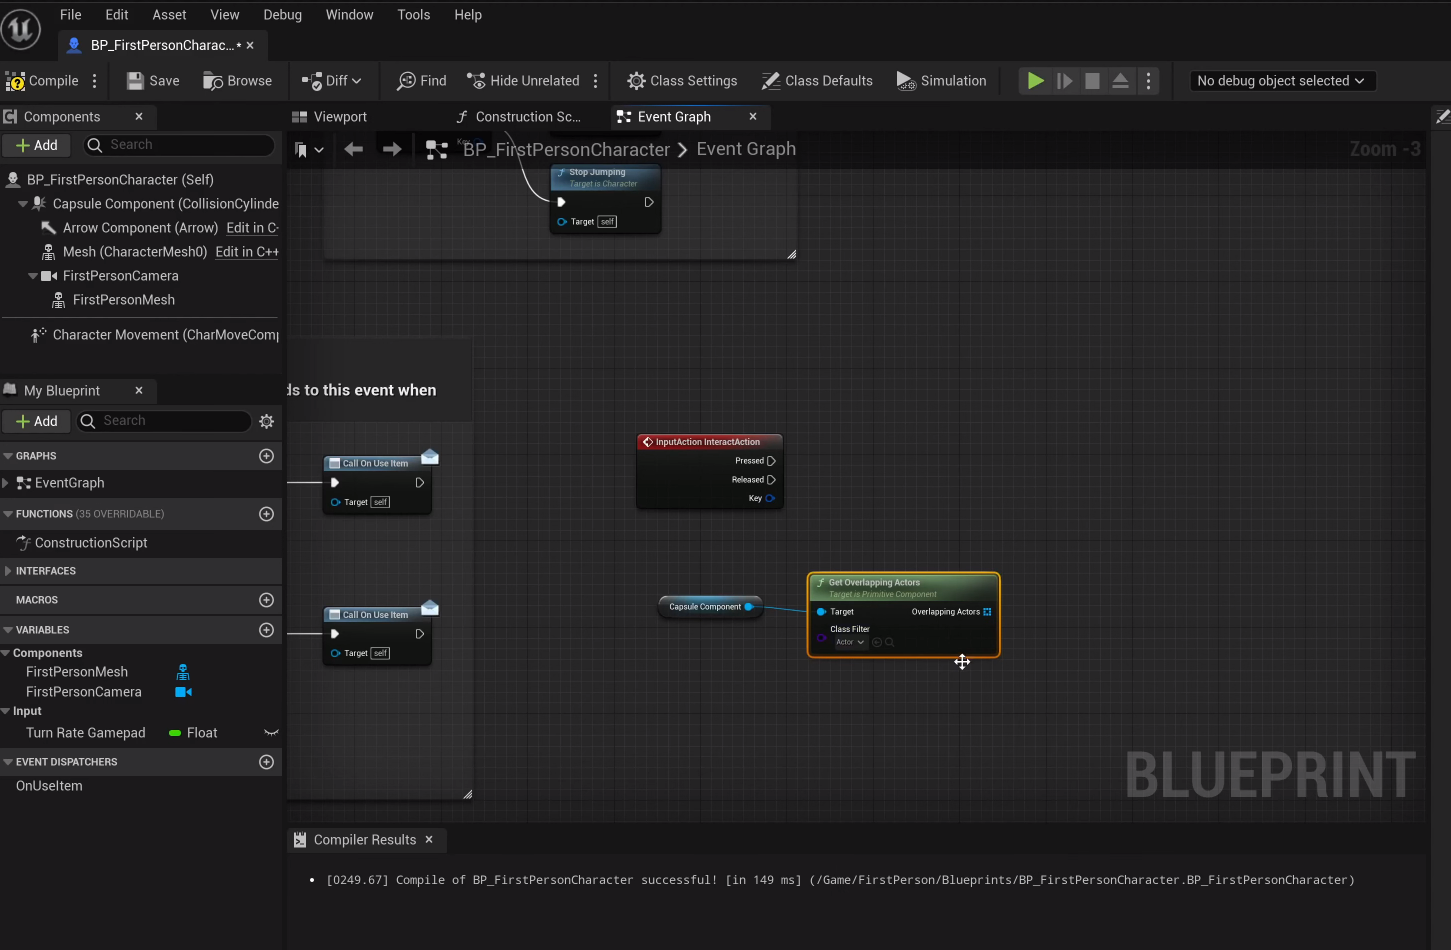 File Edit Asset View Debug Window Tools Help
BP_FirstPersonCharac...*
Compile Save Browse Diff Find Hide Unrelated Class Settings Class Defaults Simulation No debug object selected
Components
Viewport Construction Sc... Event Graph
Add Search
BP_FirstPersonCharacter > Event Graph
Zoom -3
BP_FirstPersonCharacter (Self)
Capsule Component (CollisionCylinde
Arrow Component (Arrow) Edit in C-
Mesh (CharacterMesh0) Edit in C++
FirstPersonCamera
FirstPersonMesh
Character Movement (CharMoveComp
My Blueprint
Add Search
GRAPHS
EventGraph
FUNCTIONS (35 OVERRIDABLE)
ConstructionScript
INTERFACES
MACROS
VARIABLES
Components
FirstPersonMesh
FirstPersonCamera
Input
Turn Rate Gamepad Float
EVENT DISPATCHERS
OnUseItem
Key
Stop Jumping
Target is Character
Target self
ds to this event when
Call On Use Item
Target self
Call On Use Item
Target self
InputAction InteractAction
Pressed
Released
Key
Capsule Component
Get Overlapping Actors
Target is Primitive Component
Target Overlapping Actors
Class Filter
Actor
BLUEPRINT
Compiler Results
• [0249.67] Compile of BP_FirstPersonCharacter successful! [in 149 ms] (/Game/FirstPerson/Blueprints/BP_FirstPersonCharacter.BP_FirstPersonCharacter)